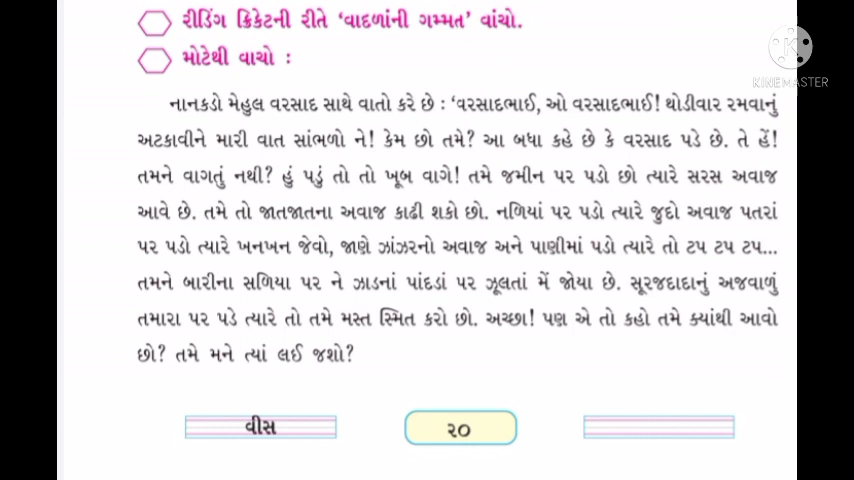 રીડિંગ ક્રિકેટની રીતે ‘વાદળાંની ગમ્મત’ વાંચો.
મોટેથી વાચો :
KINEMASTER
નાનકડો મેહુલ વરસાદ સાથે વાતો કરે છે : ‘વરસાદભાઈ, ઓ વરસાદભાઈ! થોડીવાર રમવાનું
અટકાવીને મારી વાત સાંભળો ને! કેમ છો તમે? આ બધા કહે છે કે વરસાદ પડે છે. તે હેં!
તમને વાગતું નથી? હું પડું તો તો ખૂબ વાગે! તમે જમીન પર પડો છો ત્યારે સરસ અવાજ
આવે છે. તમે તો જાતજાતના અવાજ કાઢી શકો છો. નળિયાં પર પડો ત્યારે જુદો અવાજ પતરાં
પર પડો ત્યારે ખનખન જેવો, જાણે ઝાંઝરનો અવાજ અને પાણીમાં પડો ત્યારે તો ટપ ટપ ટપ...
તમને બારીના સળિયા પર ને ઝાડનાં પાંદડાં પર ઝૂલતાં મેં જોયા છે. સૂરજદાદાનું અજવાળું
તમારા પર પડે ત્યારે તો તમે મસ્ત સ્મિત કરો છો. અચ્છા! પણ એ તો કહો તમે ક્યાંથી આવો
છો? તમે મને ત્યાં લઈ જશો?
વીસ
૨૦